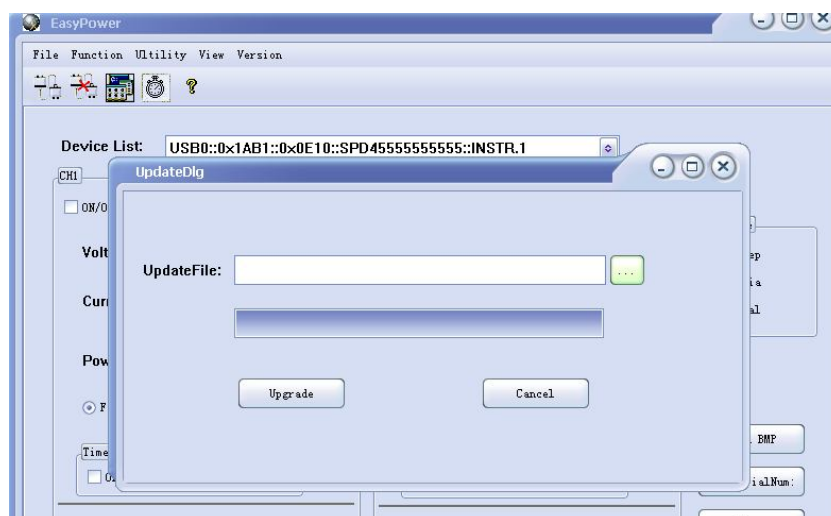 EasyPower
File Function Ultility View Version
Device List: USB0::0x1AB1::0x0E10::SPD45555555555::INSTR.1
UpdateDlg
CH1
ON/O
Volt
UpdateFile: ...
Curr
Pow
Upgrade Cancel
F
BMP
Time
ialNum: